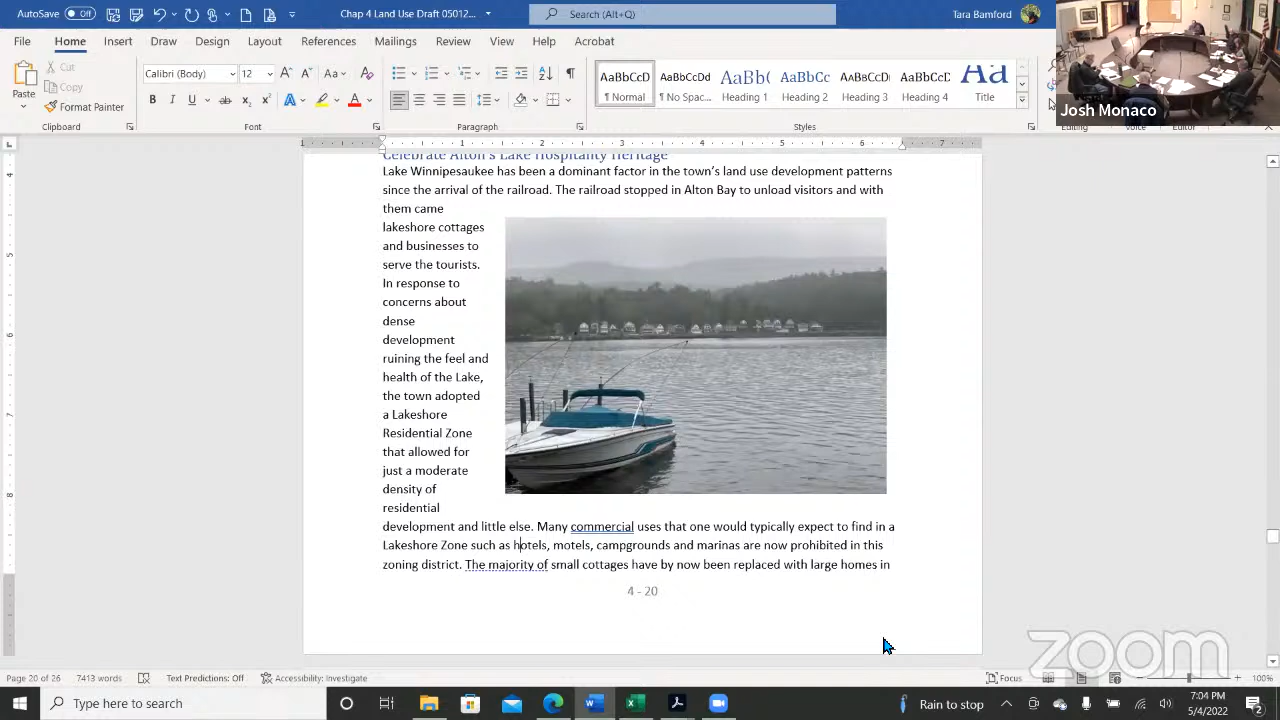 AutoSave Off
Chap 4 Land Use Draft 05012...
Search (Alt+Q)
Tara Bamford
File Home Insert Draw Design Layout References Mailings Review View Help Acrobat
Paste
Cut
Copy
Format Painter
Calibri (Body) 12
AaBbCcD AaBbCcDd AaBbC AaBbCc AaBbCcD AaBbCcD Aa
¶ Normal ¶ No Spac... Heading 1 Heading 2 Heading 3 Heading 4 Title
Clipboard Font Paragraph Styles Editing Voice Editor
Josh Monaco
Celebrate Alton's Lake Hospitality Heritage
Lake Winnipesaukee has been a dominant factor in the town's land use development patterns
since the arrival of the railroad. The railroad stopped in Alton Bay to unload visitors and with
them came
lakeshore cottages
and businesses to
serve the tourists.
In response to
concerns about
dense
development
ruining the feel and
health of the Lake,
the town adopted
a Lakeshore
Residential Zone
that allowed for
just a moderate
density of
residential
development and little else. Many commercial uses that one would typically expect to find in a
Lakeshore Zone such as hotels, motels, campgrounds and marinas are now prohibited in this
zoning district. The majority of small cottages have by now been replaced with large homes in
4 - 20
zoom
Page 20 of 26 7413 words Text Predictions: Off Accessibility: Investigate Focus 100%
Type here to search
Rain to stop
7:04 PM
5/4/2022